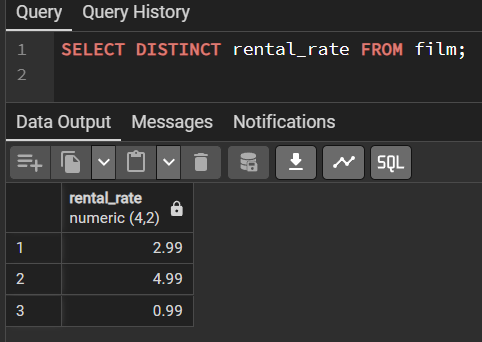 Query Query History
1 SELECT DISTINCT rental_rate FROM film;
2
Data Output Messages Notifications
SQL
rental_rate
numeric (4,2)
1 2.99
2 4.99
3 0.99